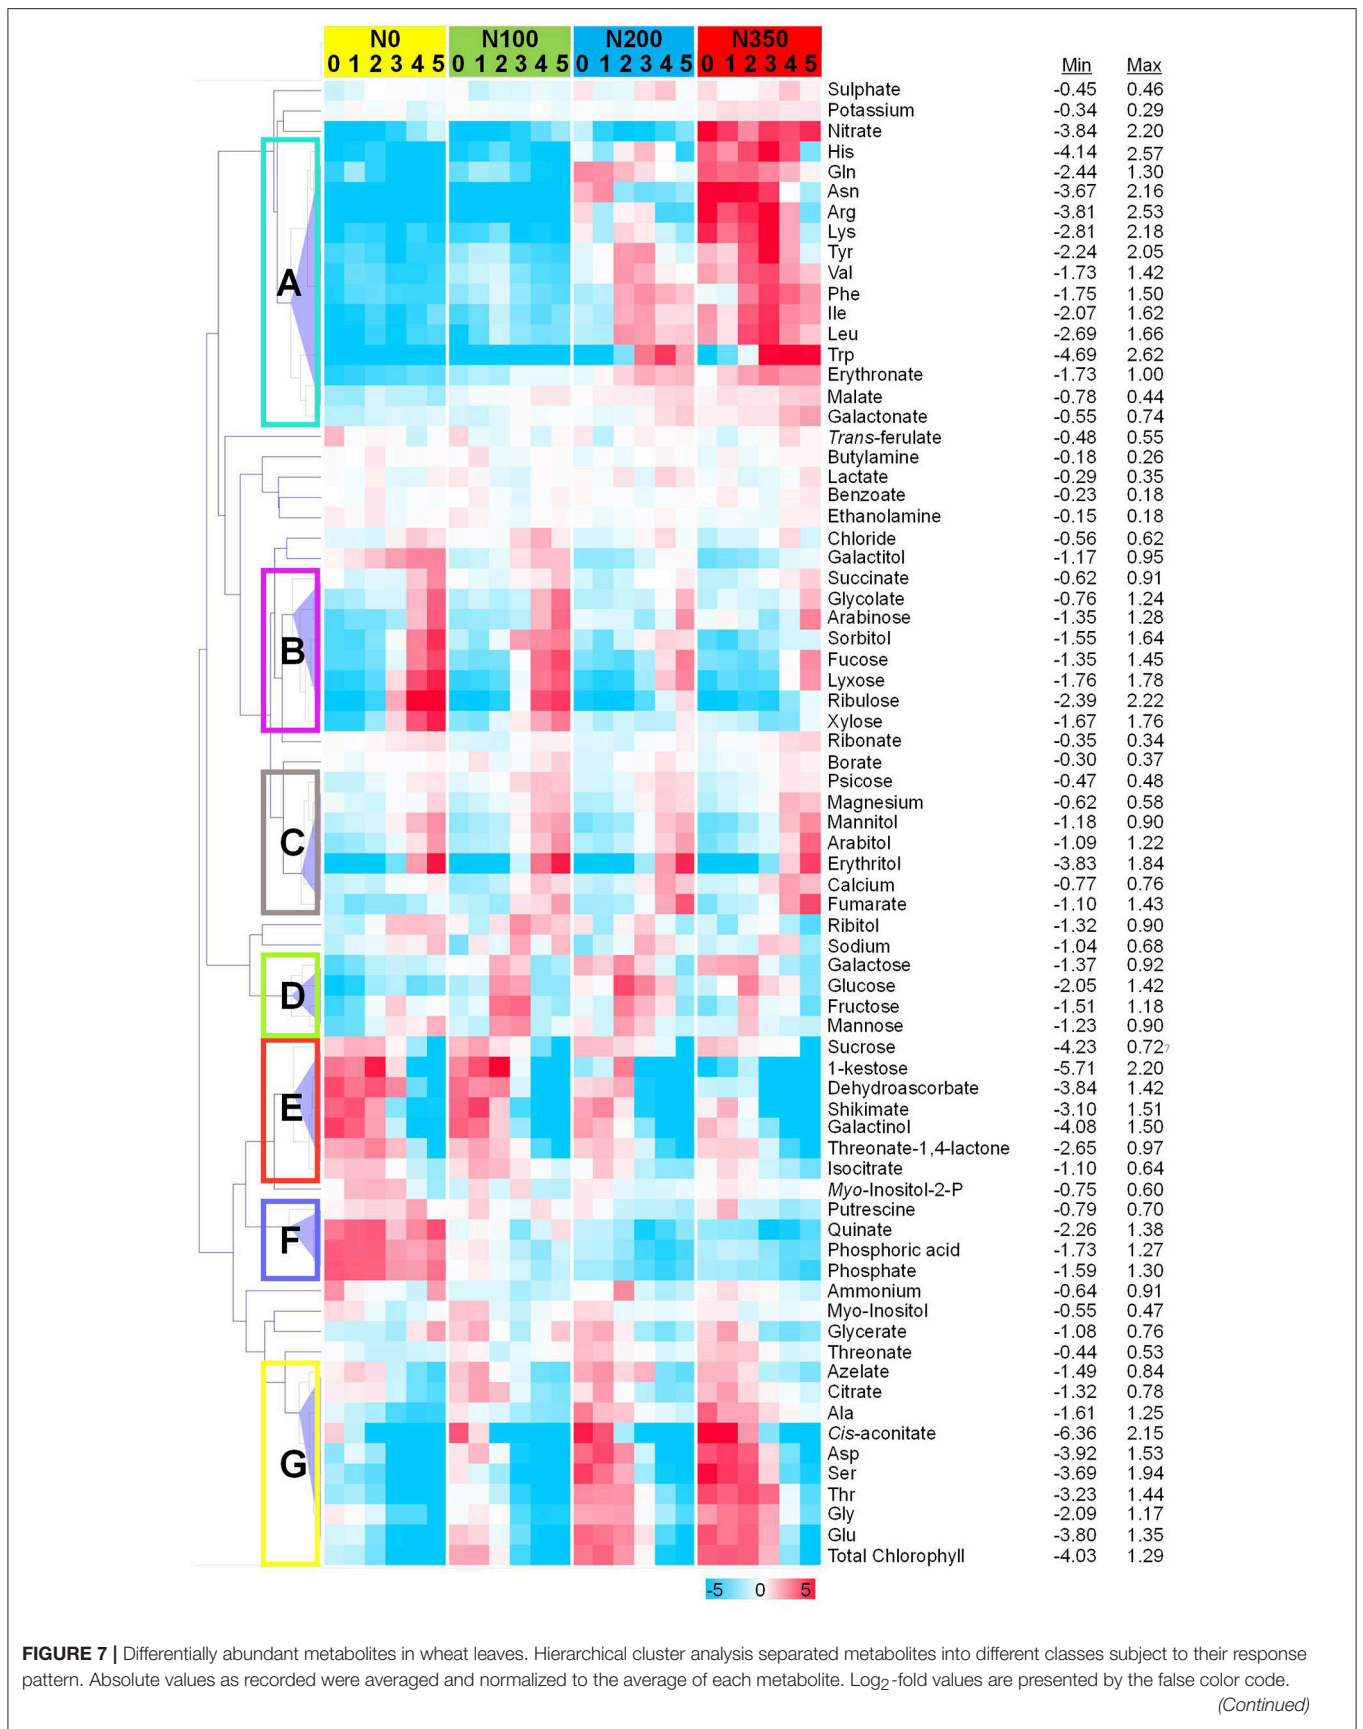 N0 N100 N200 N350
0 1 2 3 4 5 0 1 2 3 4 5 0 1 2 3 4 5 0 1 2 3 4 5 Min Max
Sulphate -0.45 0.46
Potassium -0.34 0.29
Nitrate -3.84 2.20
His -4.14 2.57
Gln -2.44 1.30
Asn -3.67 2.16
Arg -3.81 2.53
Lys -2.81 2.18
Tyr -2.24 2.05
A Val -1.73 1.42
Phe -1.75 1.50
Ile -2.07 1.62
Leu -2.69 1.66
Trp -4.69 2.62
Erythronate -1.73 1.00
Malate -0.78 0.44
Galactonate -0.55 0.74
Trans-ferulate -0.48 0.55
Butylamine -0.18 0.26
Lactate -0.29 0.35
Benzoate -0.23 0.18
Ethanolamine -0.15 0.18
Chloride -0.56 0.62
Galactitol -1.17 0.95
Succinate -0.62 0.91
Glycolate -0.76 1.24
Arabinose -1.35 1.28
Sorbitol -1.55 1.64
B Fucose -1.35 1.45
Lyxose -1.76 1.78
Ribulose -2.39 2.22
Xylose -1.67 1.76
Ribonate -0.35 0.34
Borate -0.30 0.37
Psicose -0.47 0.48
Magnesium -0.62 0.58
Mannitol -1.18 0.90
C Arabitol -1.09 1.22
Erythritol -3.83 1.84
Calcium -0.77 0.76
Fumarate -1.10 1.43
Ribitol -1.32 0.90
Sodium -1.04 0.68
Galactose -1.37 0.92
D Glucose -2.05 1.42
Fructose -1.51 1.18
Mannose -1.23 0.90
Sucrose -4.23 0.727
1-kestose -5.71 2.20
Dehydroascorbate -3.84 1.42
E Shikimate -3.10 1.51
Galactinol -4.08 1.50
Threonate-1,4-lactone -2.65 0.97
Isocitrate -1.10 0.64
Myo-Inositol-2-P -0.75 0.60
Putrescine -0.79 0.70
F Quinate -2.26 1.38
Phosphoric acid -1.73 1.27
Phosphate -1.59 1.30
Ammonium -0.64 0.91
Myo-Inositol -0.55 0.47
Glycerate -1.08 0.76
Threonate -0.44 0.53
Azelate -1.49 0.84
Citrate -1.32 0.78
Ala -1.61 1.25
Cis-aconitate -6.36 2.15
Asp -3.92 1.53
G Ser -3.69 1.94
Thr -3.23 1.44
Gly -2.09 1.17
Glu -3.80 1.35
Total Chlorophyll -4.03 1.29
-5 0 5
FIGURE 7 | Differentially abundant metabolites in wheat leaves. Hierarchical cluster analysis separated metabolites into different classes subject to their response
pattern. Absolute values as recorded were averaged and normalized to the average of each metabolite. Log2-fold values are presented by the false color code.
(Continued)